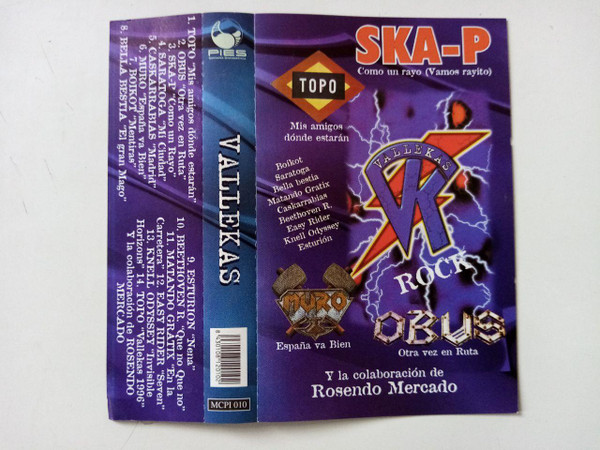 1. TOPO "Mis amigos dónde estarán"
2. OBUS "Otra vez en Ruta"
3. SKA-P "Como un Rayo"
4. SARATOGA "Mi Ciudad"
5. CASKARRABIAS "Madrid"
6. MURO "España va Bien"
7. BOIKOT "Mentiras"
8. BELLA BESTIA "El gran Mago"
9. ESTURION "Nena"
10. BEETHOVEN R. "Que no Que no"
11. MATANDO GRATIX "En la
Carretera" 12. EASY RIDER "Seven"
13. KNELL ODYSSEY "Invisible
Horizons" 14. TOPO "Vallekas 1996"
Y la colaboración de ROSENDO
MERCADO
PIES
VALLEKAS
MCPI 010
SKA-P
Como un rayo (Vamos rayito)
TOPO
Mis amigos
dónde estarán
Boikot
Saratoga
Bella bestia
Matando Gratix
Caskarrabias
Beethoven R.
Easy Rider
Knell Odyssey
Esturión
VALLEKAS
VK
ROCK
MURO
España va Bien
OBUS
Otra vez en Ruta
Y la colaboración de
Rosendo Mercado